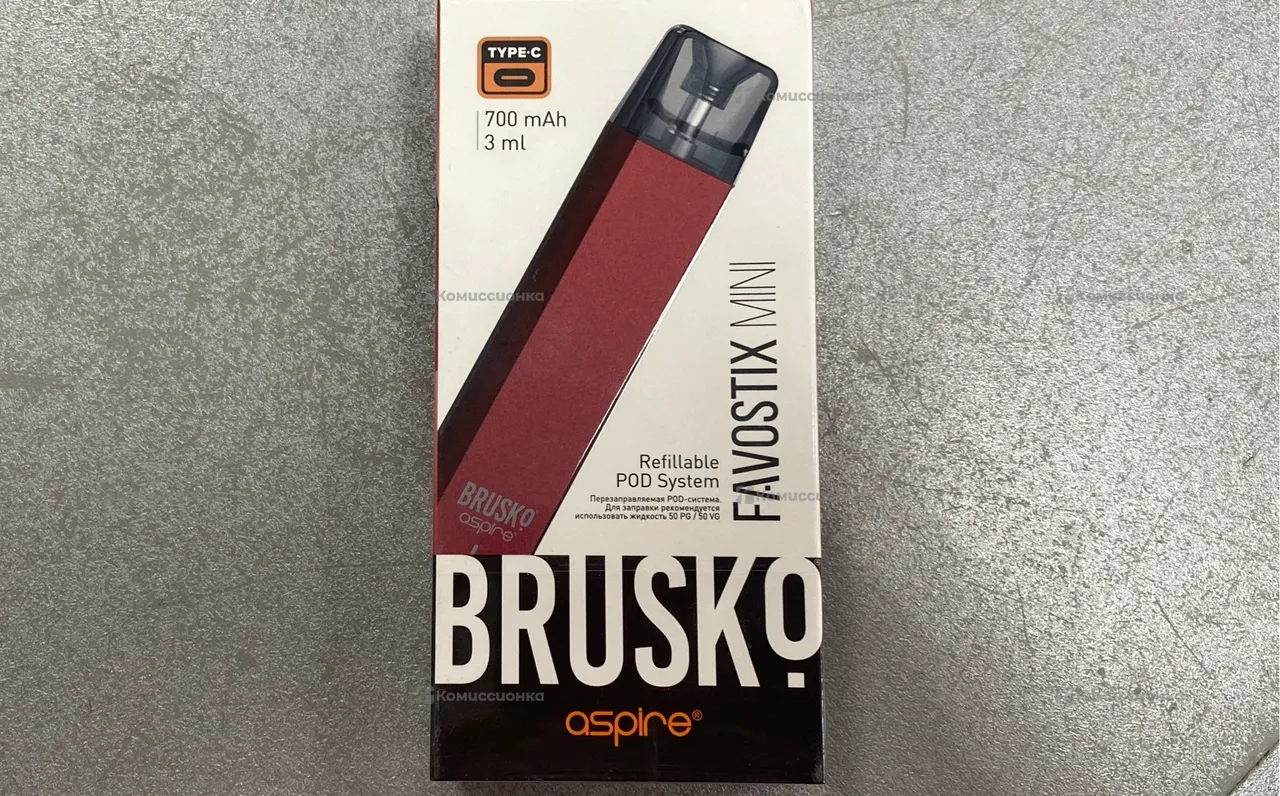 TYPE-C
700 mAh
3 ml
FAVOSTIX MINI
Refillable
POD System
Перезаправляемая POD-система.
Для заправки рекомендуется
использовать жидкость 50 PG / 50 VG
BRUSKO
aspire
BRUSKO
aspire®
Комиссионка
Комиссионка
Комиссионка